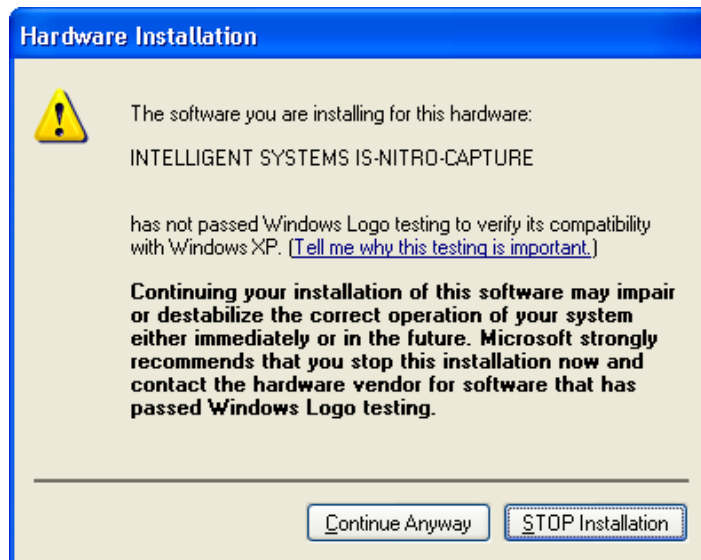 Hardware Installation
The software you are installing for this hardware:
INTELLIGENT SYSTEMS IS-NITRO-CAPTURE
has not passed Windows Logo testing to verify its compatibility
with Windows XP. (Tell me why this testing is important.)
Continuing your installation of this software may impair
or destabilize the correct operation of your system
either immediately or in the future. Microsoft strongly
recommends that you stop this installation now and
contact the hardware vendor for software that has
passed Windows Logo testing.
Continue Anyway
STOP Installation